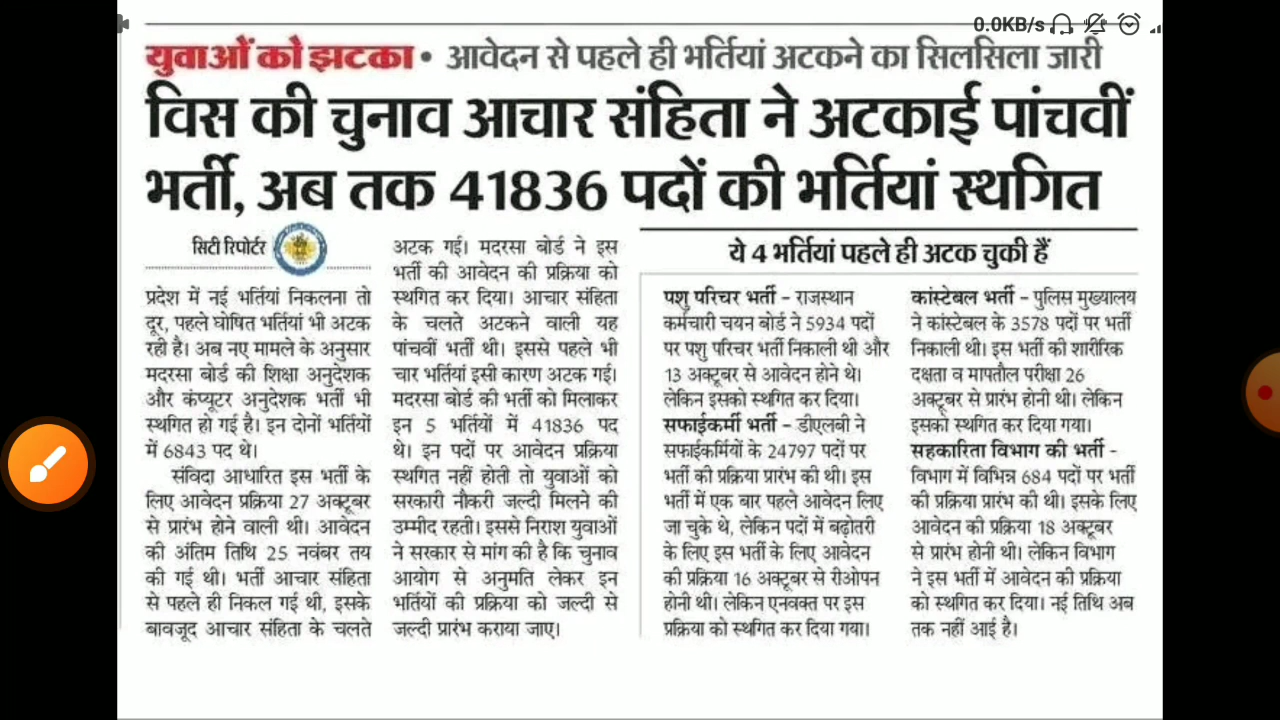 0.0KB/s
युवाओं को झटका • आवेदन से पहले ही भर्तियां अटकने का सिलसिला जारी
विस की चुनाव आचार संहिता ने अटकाई पांचवीं
भर्ती, अब तक 41836 पदों की भर्तियां स्थगित
सिटी रिपोर्टर
प्रदेश में नई भर्तियां निकलना तो
दूर, पहले घोषित भर्तियां भी अटक
रही है। अब नए मामले के अनुसार
मदरसा बोर्ड की शिक्षा अनुदेशक
और कंप्यूटर अनुदेशक भर्ती भी
स्थगित हो गई है। इन दोनों भर्तियों
में 6843 पद थे।
संविदा आधारित इस भर्ती के
लिए आवेदन प्रक्रिया 27 अक्टूबर
से प्रारंभ होने वाली थी। आवेदन
की अंतिम तिथि 25 नवंबर तय
की गई थी। भर्ती आचार संहिता
से पहले ही निकल गई थी, इसके
बावजूद आचार संहिता के चलते
अटक गई। मदरसा बोर्ड ने इस
भर्ती की आवेदन की प्रक्रिया को
स्थगित कर दिया। आचार संहिता
के चलते अटकने वाली यह
पांचवीं भर्ती थी। इससे पहले भी
चार भर्तियां इसी कारण अटक गई।
मदरसा बोर्ड की भर्ती को मिलाकर
इन 5 भर्तियों में 41836 पद
थे। इन पदों पर आवेदन प्रक्रिया
स्थगित नहीं होती तो युवाओं को
सरकारी नौकरी जल्दी मिलने की
उम्मीद रहती। इससे निराश युवाओं
ने सरकार से मांग की है कि चुनाव
आयोग से अनुमति लेकर इन
भर्तियों की प्रक्रिया को जल्दी से
जल्दी प्रारंभ कराया जाए।
ये 4 भर्तियां पहले ही अटक चुकी हैं
पशु परिचर भर्ती – राजस्थान
कर्मचारी चयन बोर्ड ने 5934 पदों
पर पशु परिचर भर्ती निकाली थी और
13 अक्टूबर से आवेदन होने थे।
लेकिन इसको स्थगित कर दिया।
सफाईकर्मी भर्ती – डीएलबी ने
सफाईकर्मियों के 24797 पदों पर
भर्ती की प्रक्रिया प्रारंभ की थी। इस
भर्ती में एक बार पहले आवेदन लिए
जा चुके थे, लेकिन पदों में बढ़ोतरी
के लिए इस भर्ती के लिए आवेदन
की प्रक्रिया 16 अक्टूबर से रीओपन
होनी थी। लेकिन एनवक्त पर इस
प्रक्रिया को स्थगित कर दिया गया।
कांस्टेबल भर्ती – पुलिस मुख्यालय
ने कांस्टेबल के 3578 पदों पर भर्ती
निकाली थी। इस भर्ती की शारीरिक
दक्षता व मापतौल परीक्षा 26
अक्टूबर से प्रारंभ होनी थी। लेकिन
इसको स्थगित कर दिया गया।
सहकारिता विभाग की भर्ती –
विभाग में विभिन्न 684 पदों पर भर्ती
की प्रक्रिया प्रारंभ की थी। इसके लिए
आवेदन की प्रक्रिया 18 अक्टूबर
से प्रारंभ होनी थी। लेकिन विभाग
ने इस भर्ती में आवेदन की प्रक्रिया
को स्थगित कर दिया। नई तिथि अब
तक नहीं आई है।